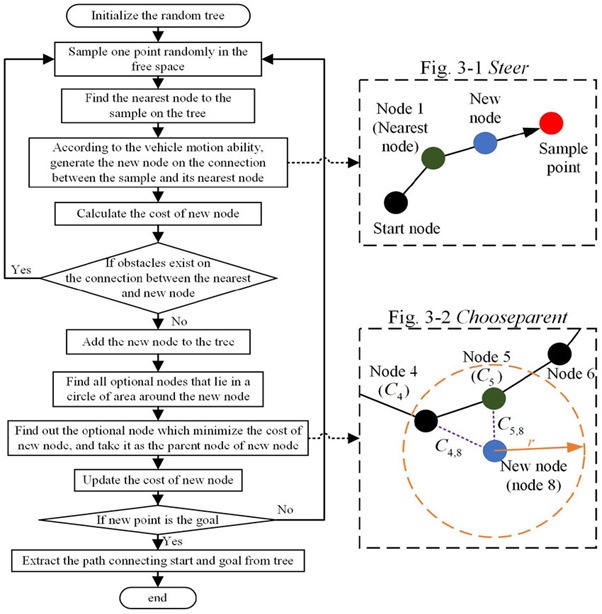 Initialize the random tree
Sample one point randomly in the
free space
Find the nearest node to the
sample on the tree
According to the vehicle motion ability,
generate the new node on the connection
between the sample and its nearest node
Calculate the cost of new node
If obstacles exist on
the connection between the nearest
and new node
Yes
No
Add the new node to the tree
Find all optional nodes that lie in a
circle of area around the new node
Find out the optional node which minimize the cost of
new node, and take it as the parent node of new node
Update the cost of new node
If new point is the goal
No
Yes
Extract the path connecting start and goal from tree
end
Fig. 3-1 Steer
Node 1
(Nearest
node)
New
node
Sample
point
Start node
Fig. 3-2 Chooseparent
Node 4
(C4)
Node 5
(C5)
Node 6
C4,8
C5,8
r
New node
(node 8)